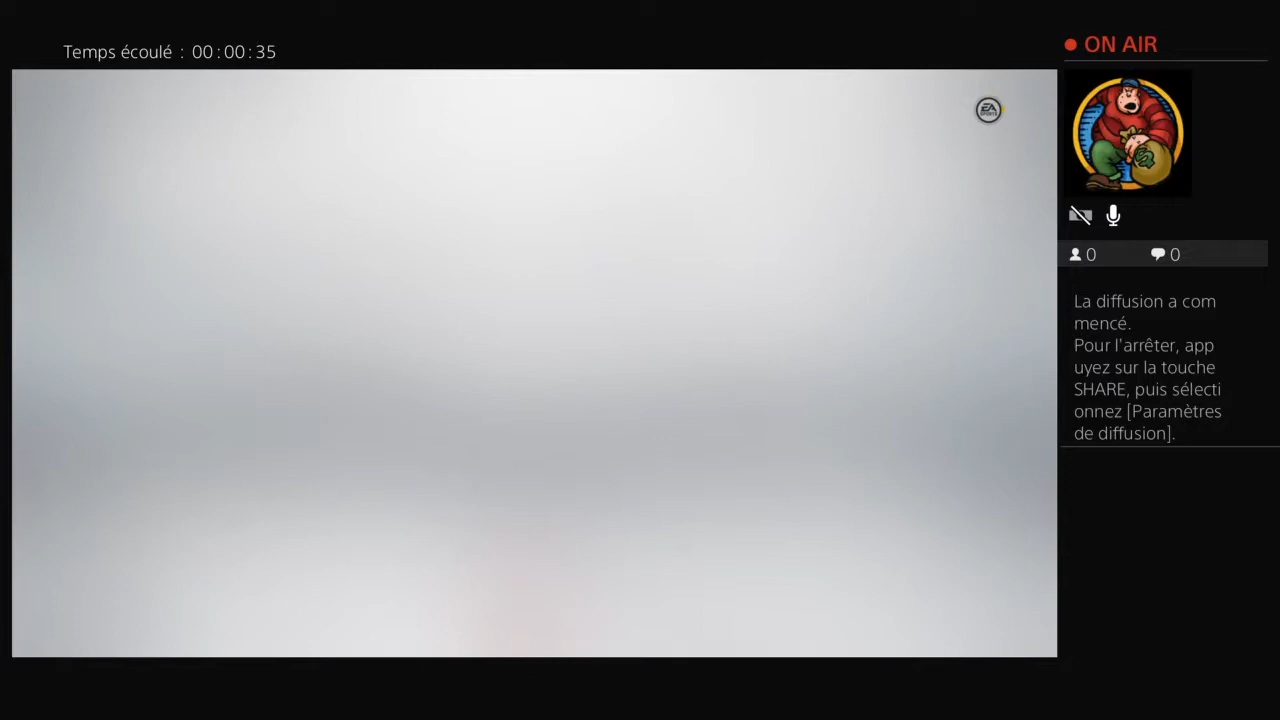 Temps écoulé : 00:00:35
ON AIR
EA
SPORTS
0
0
La diffusion a com
mencé.
Pour l'arrêter, app
uyez sur la touche
SHARE, puis sélecti
onnez [Paramètres
de diffusion].